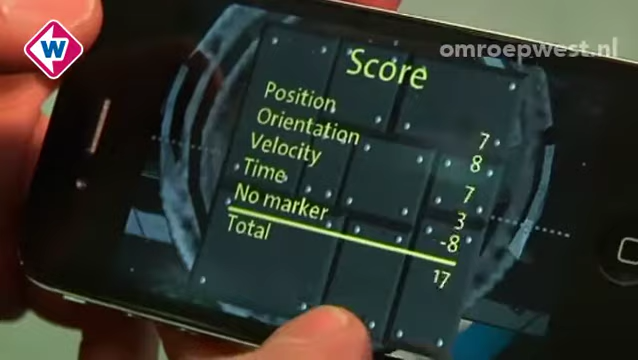 W
omroepwest.nl
Score
Position 7
Orientation 8
Velocity 7
Time 3
No marker -8
Total 17